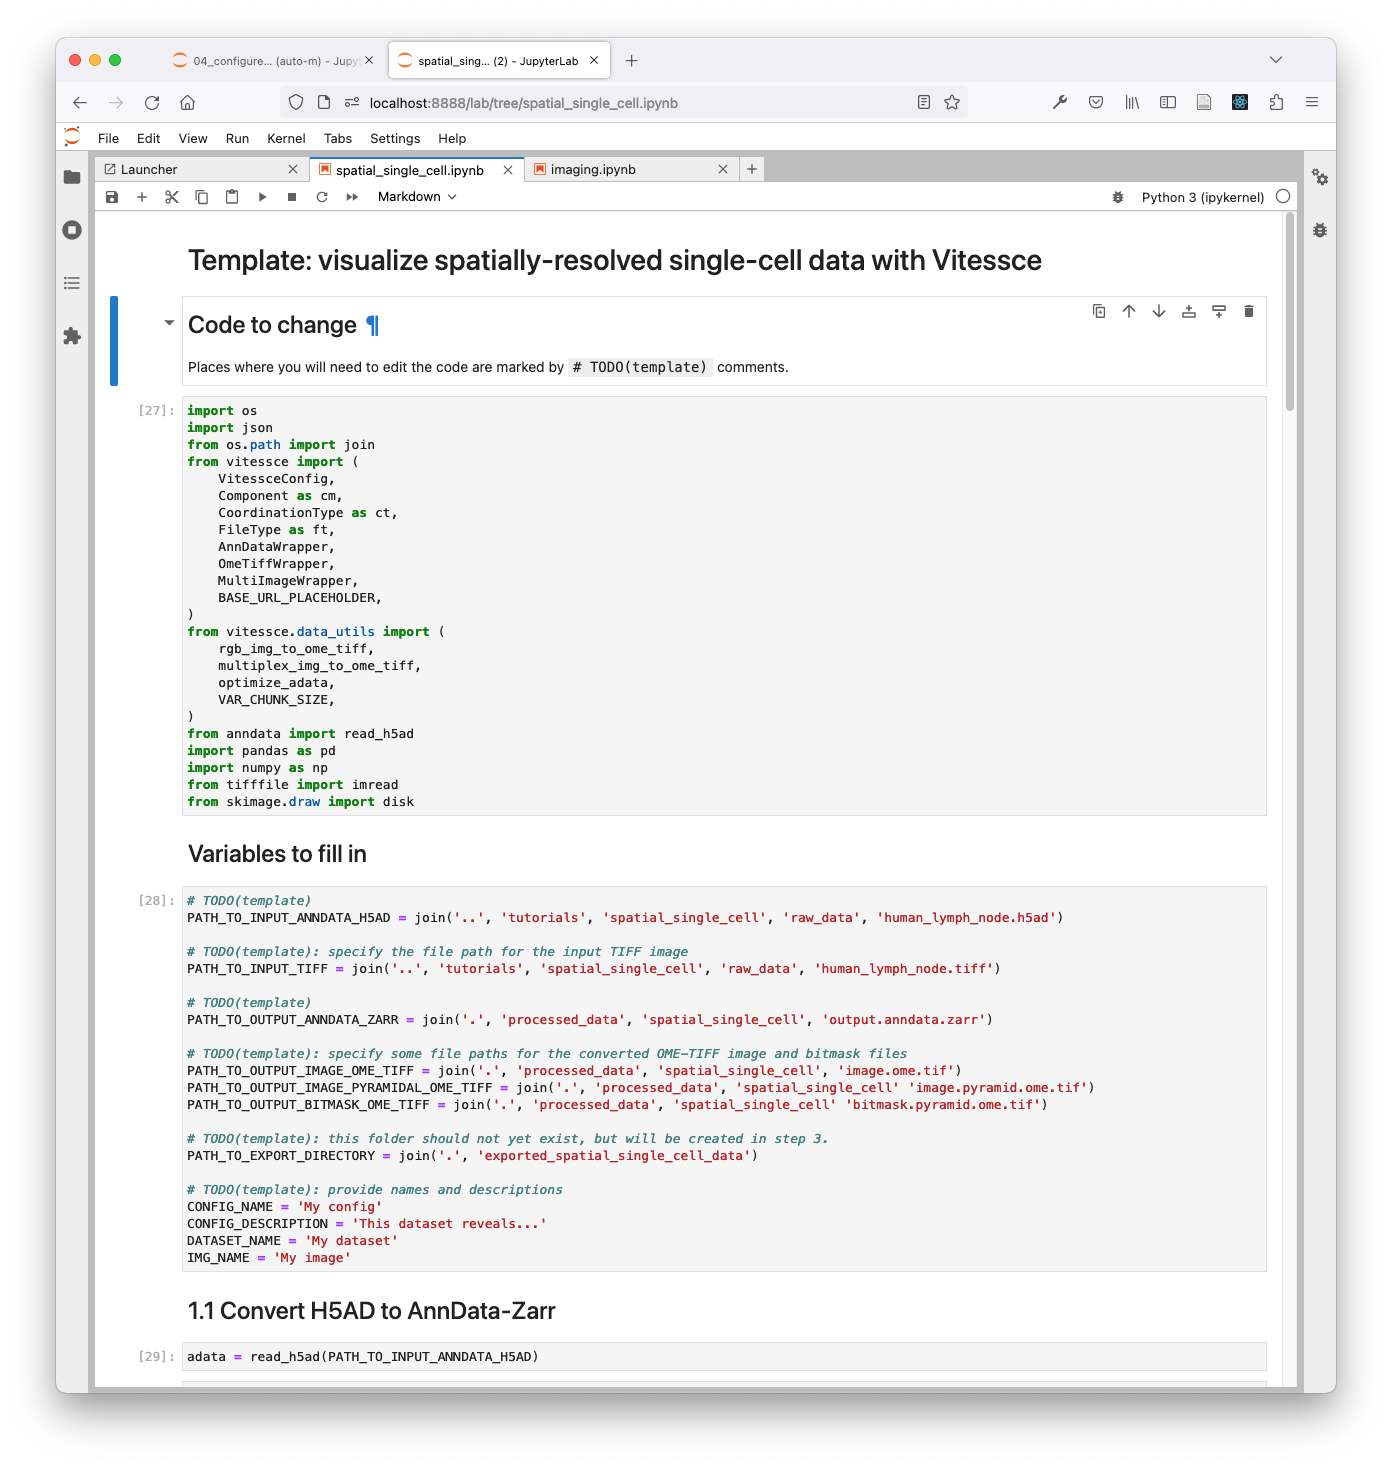 04_configure... (auto-m) - Jupyt
spatial_sing... (2) - JupyterLab
localhost:8888/lab/tree/spatial_single_cell.ipynb
File Edit View Run Kernel Tabs Settings Help
Launcher
spatial_single_cell.ipynb
imaging.ipynb
Markdown
Python 3 (ipykernel)
Template: visualize spatially-resolved single-cell data with Vitessce
Code to change ¶
Places where you will need to edit the code are marked by # TODO(template) comments.
[27]:
import os
import json
from os.path import join
from vitessce import (
    VitessceConfig,
    Component as cm,
    CoordinationType as ct,
    FileType as ft,
    AnnDataWrapper,
    OmeTiffWrapper,
    MultiImageWrapper,
    BASE_URL_PLACEHOLDER,
)
from vitessce.data_utils import (
    rgb_img_to_ome_tiff,
    multiplex_img_to_ome_tiff,
    optimize_adata,
    VAR_CHUNK_SIZE,
)
from anndata import read_h5ad
import pandas as pd
import numpy as np
from tifffile import imread
from skimage.draw import disk
Variables to fill in
[28]:
# TODO(template)
PATH_TO_INPUT_ANNDATA_H5AD = join('..', 'tutorials', 'spatial_single_cell', 'raw_data', 'human_lymph_node.h5ad')
# TODO(template): specify the file path for the input TIFF image
PATH_TO_INPUT_TIFF = join('..', 'tutorials', 'spatial_single_cell', 'raw_data', 'human_lymph_node.tiff')
# TODO(template)
PATH_TO_OUTPUT_ANNDATA_ZARR = join('.', 'processed_data', 'spatial_single_cell', 'output.anndata.zarr')
# TODO(template): specify some file paths for the converted OME-TIFF image and bitmask files
PATH_TO_OUTPUT_IMAGE_OME_TIFF = join('.', 'processed_data', 'spatial_single_cell', 'image.ome.tif')
PATH_TO_OUTPUT_IMAGE_PYRAMIDAL_OME_TIFF = join('.', 'processed_data', 'spatial_single_cell' 'image.pyramid.ome.tif')
PATH_TO_OUTPUT_BITMASK_OME_TIFF = join('.', 'processed_data', 'spatial_single_cell' 'bitmask.pyramid.ome.tif')
# TODO(template): this folder should not yet exist, but will be created in step 3.
PATH_TO_EXPORT_DIRECTORY = join('.', 'exported_spatial_single_cell_data')
# TODO(template): provide names and descriptions
CONFIG_NAME = 'My config'
CONFIG_DESCRIPTION = 'This dataset reveals...'
DATASET_NAME = 'My dataset'
IMG_NAME = 'My image'
1.1 Convert H5AD to AnnData-Zarr
[29]:
adata = read_h5ad(PATH_TO_INPUT_ANNDATA_H5AD)